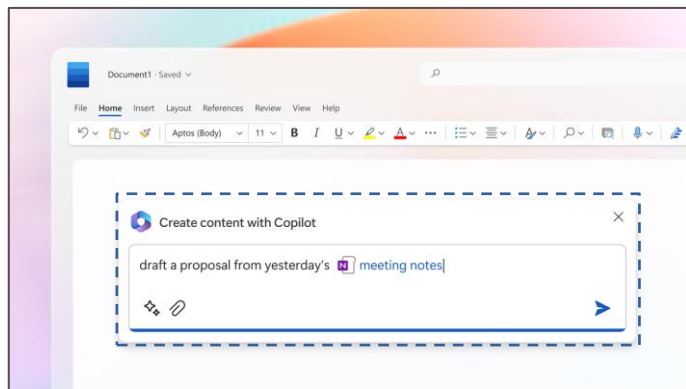 Document1 - Saved
File Home Insert Layout References Review View Help
Aptos (Body) 11 B I U A A
Create content with Copilot
draft a proposal from yesterday's N meeting notes